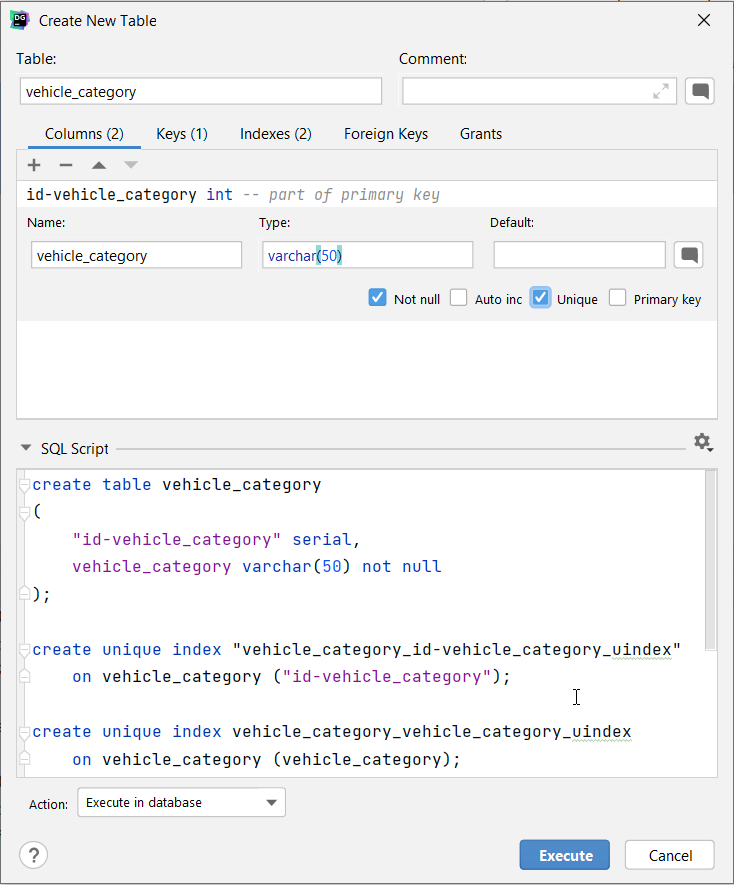 DG Create New Table
Table: Comment:
vehicle_category
Columns (2) Keys (1) Indexes (2) Foreign Keys Grants
id-vehicle_category int -- part of primary key
Name: Type: Default:
vehicle_category varchar(50)
Not null Auto inc Unique Primary key
SQL Script
create table vehicle_category
(
"id-vehicle_category" serial,
vehicle_category varchar(50) not null
);
create unique index "vehicle_category_id-vehicle_category_uindex"
on vehicle_category ("id-vehicle_category");
create unique index vehicle_category_vehicle_category_uindex
on vehicle_category (vehicle_category);
Action: Execute in database
? Execute Cancel